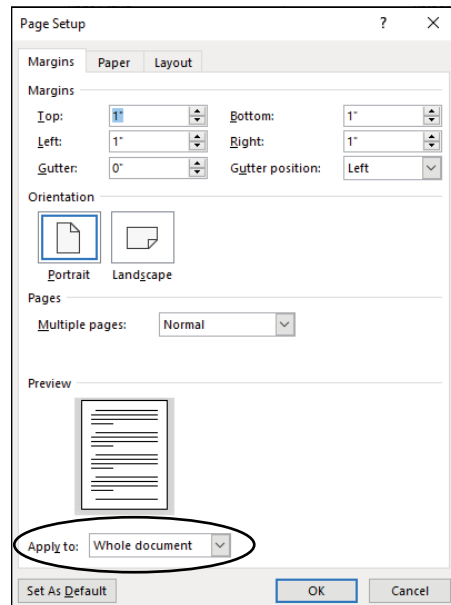 Page Setup ? ×
Margins Paper Layout
Margins
Top: 1" Bottom: 1"
Left: 1" Right: 1"
Gutter: 0" Gutter position: Left
Orientation
Portrait Landscape
Pages
Multiple pages: Normal
Preview
Apply to: Whole document
Set As Default OK Cancel